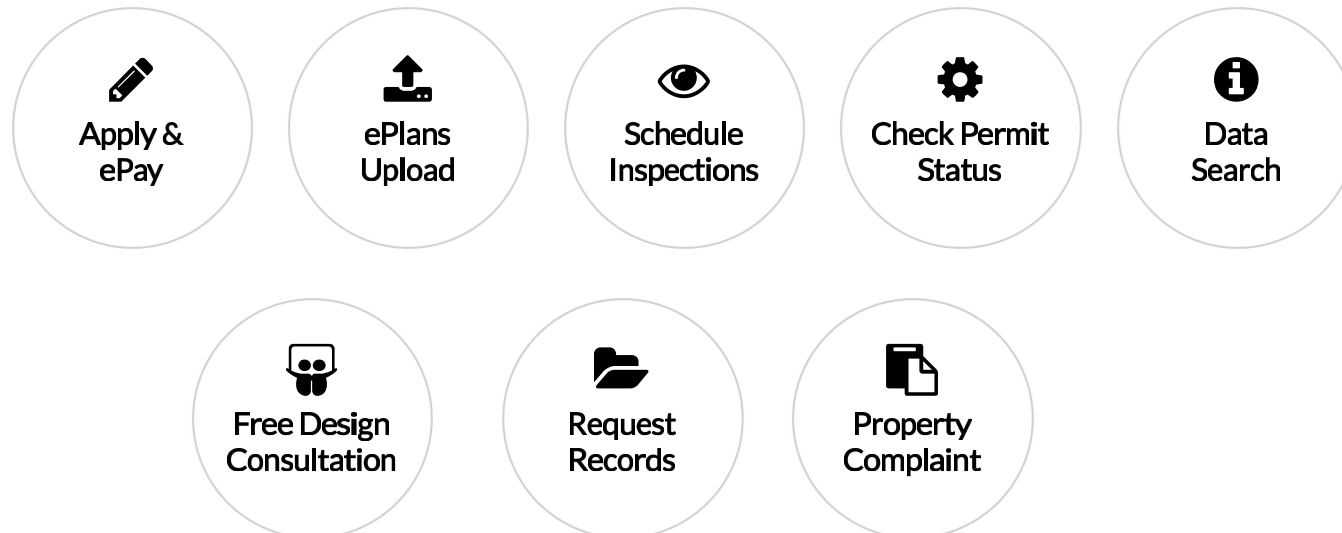 Apply &
ePay
ePlans
Upload
Schedule
Inspections
Check Permit
Status
Data
Search
Free Design
Consultation
Request
Records
Property
Complaint